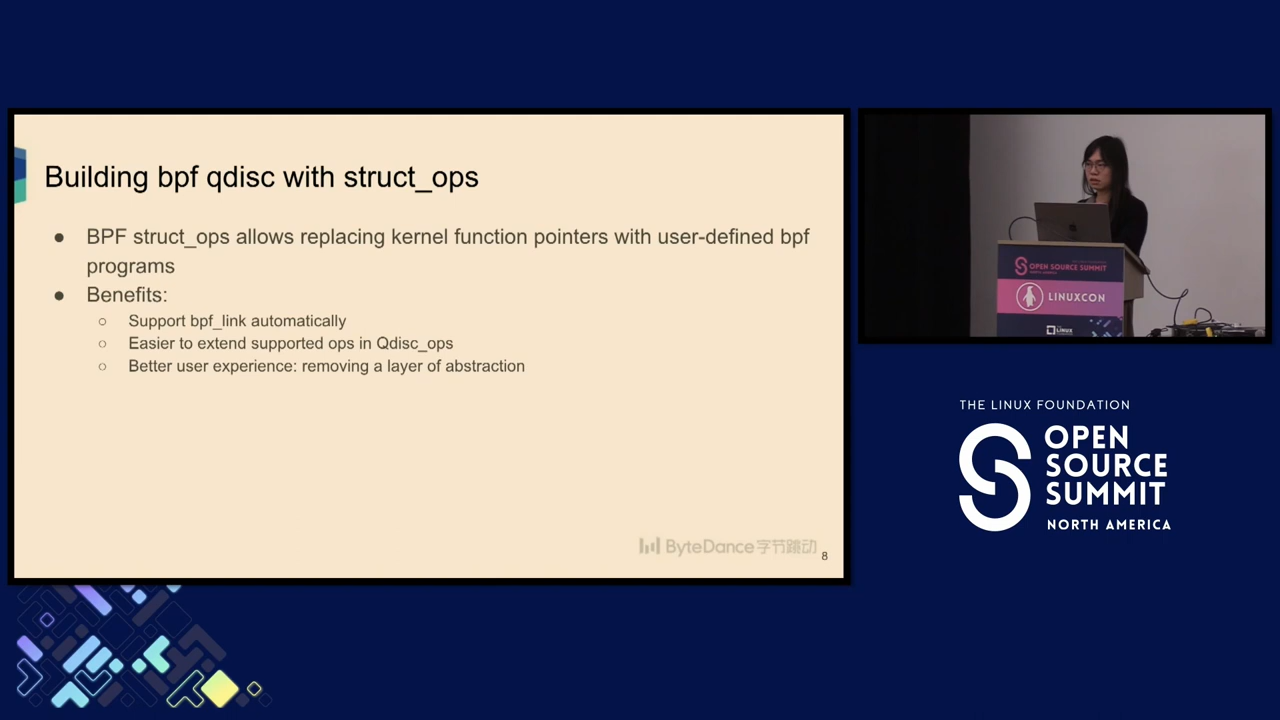 Building bpf qdisc with struct_ops
● BPF struct_ops allows replacing kernel function pointers with user-defined bpf
programs
● Benefits:
○ Support bpf_link automatically
○ Easier to extend supported ops in Qdisc_ops
○ Better user experience: removing a layer of abstraction
ByteDance字节跳动
8
OPEN SOURCE SUMMIT
LINUXCON
LINUX
THE LINUX FOUNDATION
OPEN
SOURCE
SUMMIT
NORTH AMERICA